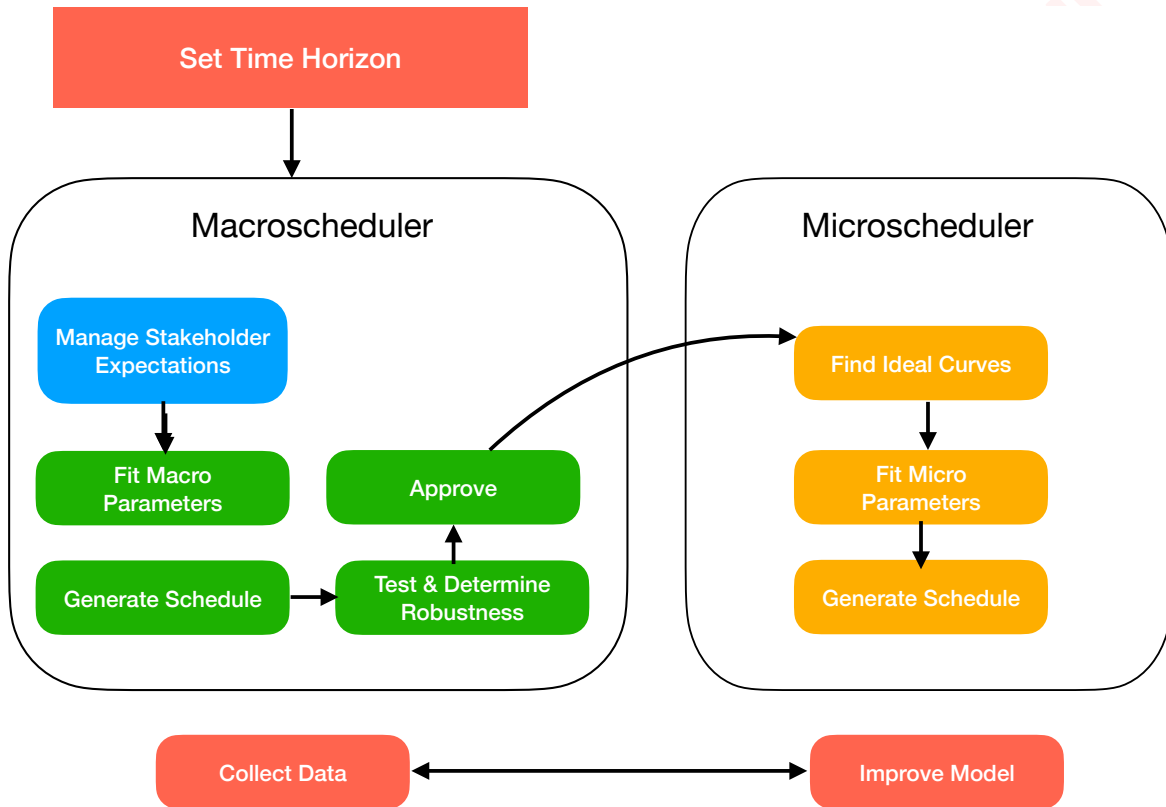 Set Time Horizon
Macroscheduler
Manage Stakeholder
Expectations
Fit Macro
Parameters
Generate Schedule
Test & Determine
Robustness
Approve
Microscheduler
Find Ideal Curves
Fit Micro
Parameters
Generate Schedule
Collect Data
Improve Model